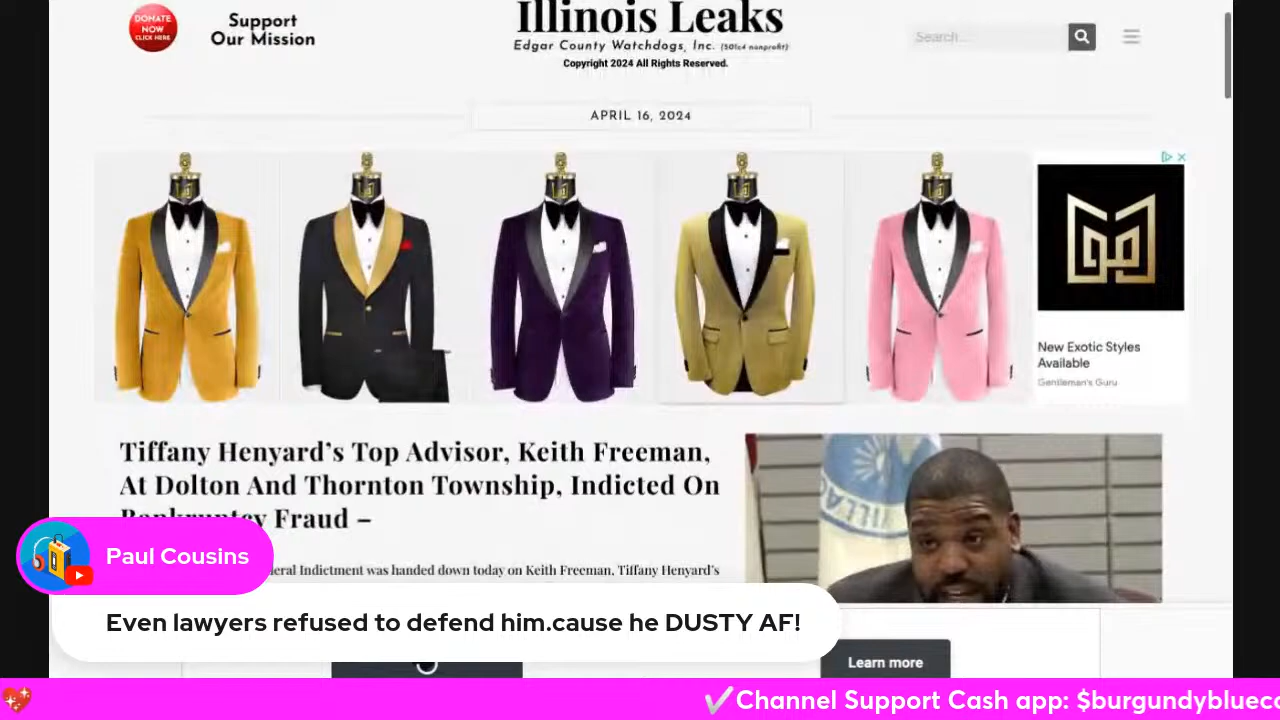 DONATE
NOW
CLICK HERE
Support
Our Mission
Illinois Leaks
Edgar County Watchdogs, Inc. (501c4 nonprofit)
Copyright 2024 All Rights Reserved.
Search...
APRIL 16, 2024
New Exotic Styles
Available
Gentleman's Guru
Tiffany Henyard's Top Advisor, Keith Freeman,
At Dolton And Thornton Township, Indicted On
Bankruptcy Fraud –
Indictment was handed down today on Keith Freeman, Tiffany Henyard's
Paul Cousins
Even lawyers refused to defend him.cause he DUSTY AF!
Learn more
✔Channel Support Cash app: $burgundyblueco